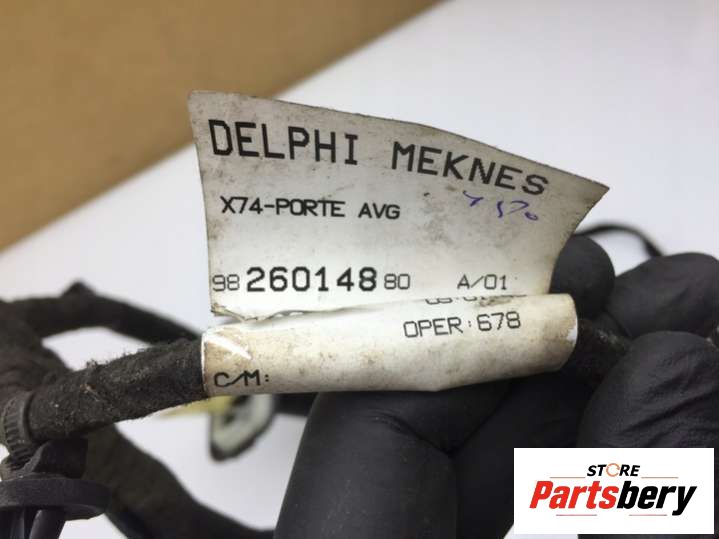 DELPHI MEKNES
X74-PORTE AVG
98 260148 80 A/01
OPER:678
C/M:
STORE
Partsbery